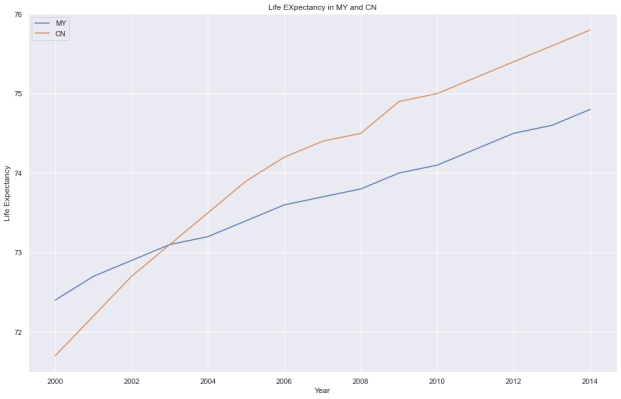 Life EXpectancy in MY and CN
MY
CN
76
75
74
73
72
Life Expectancy
2000 2002 2004 2006 2008 2010 2012 2014
Year